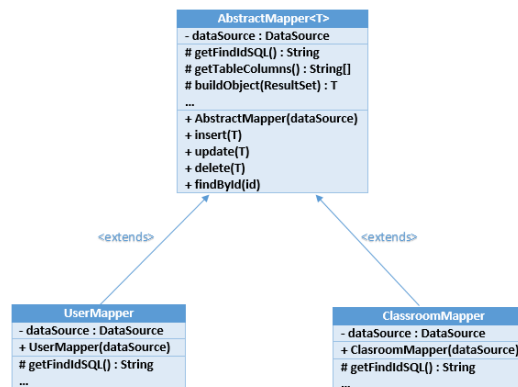 AbstractMapper<T>
- dataSource : DataSource
# getFindIdSQL() : String
# getTableColumns() : String[]
# buildObject(ResultSet) : T
...
+ AbstractMapper(dataSource)
+ insert(T)
+ update(T)
+ delete(T)
+ findById(id)
<extends>
<extends>
UserMapper
- dataSource : DataSource
+ UserMapper(dataSource)
# getFindIdSQL() : String
...
ClassroomMapper
- dataSource : DataSource
+ ClasroomMapper(dataSource)
# getFindIdSQL() : String
...